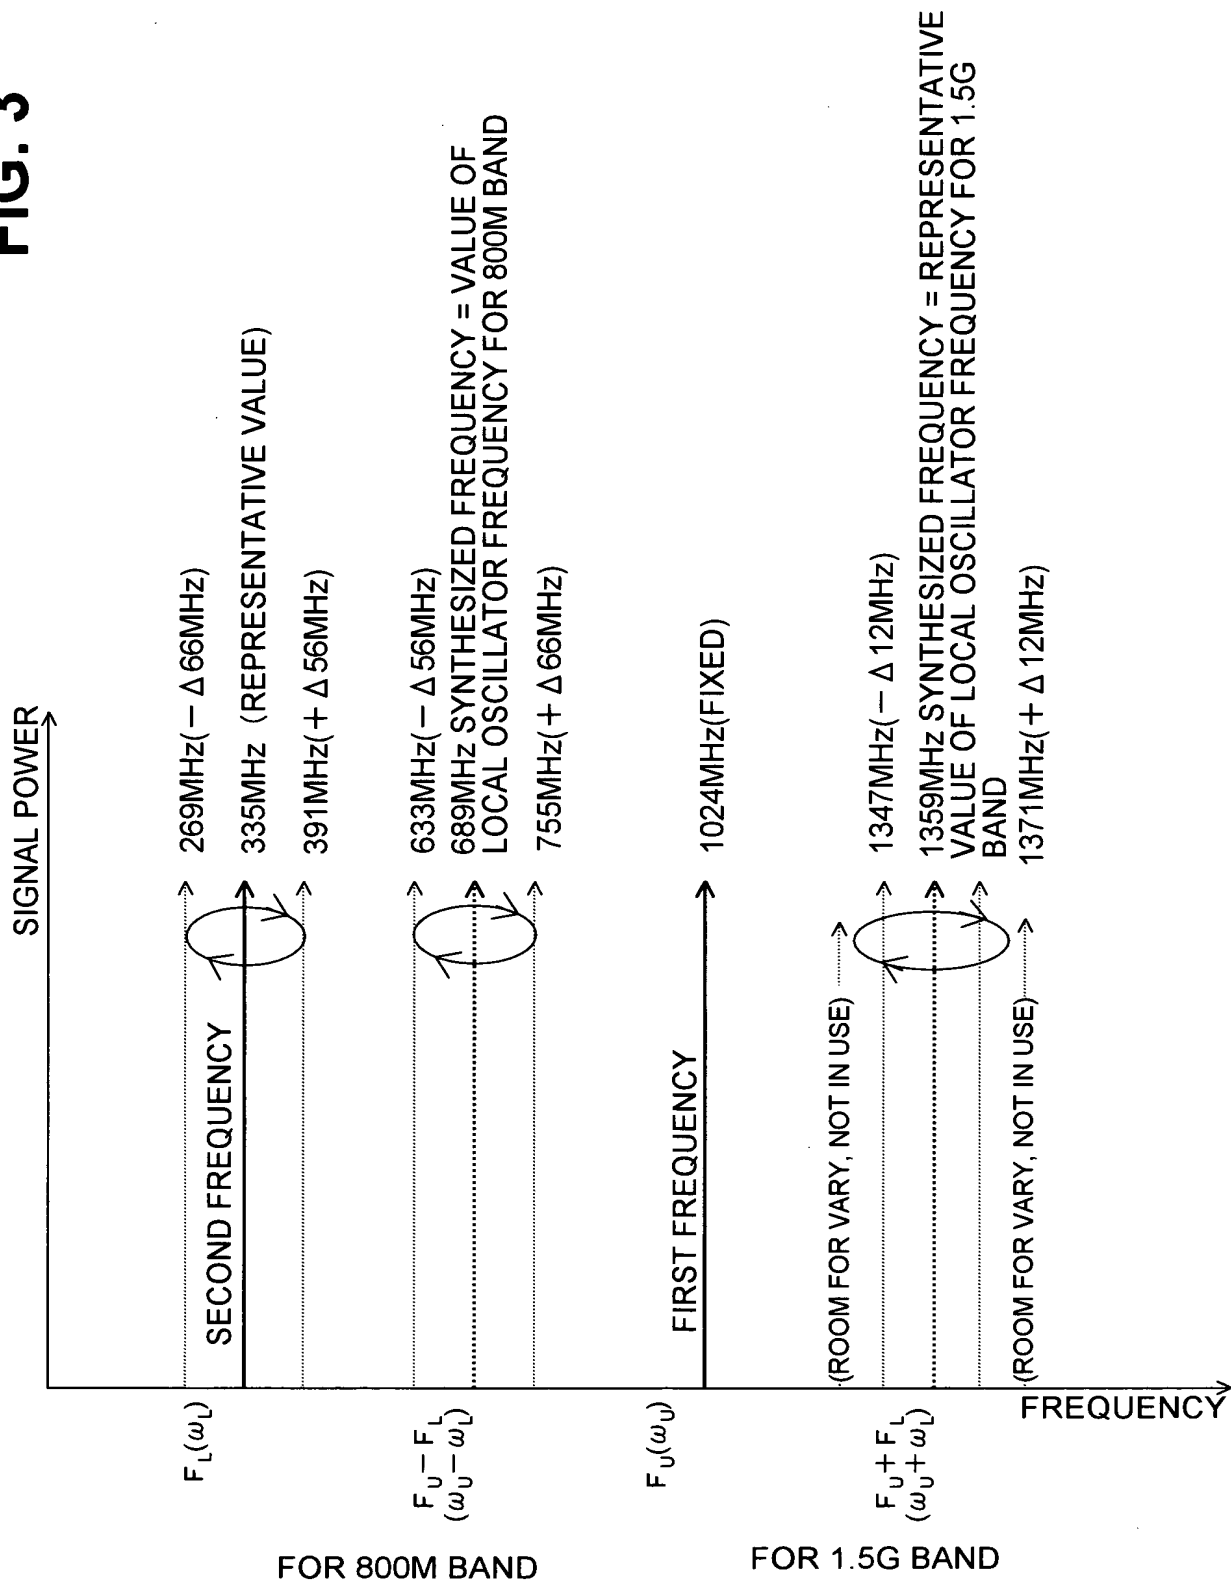 FIG. 3
SIGNAL POWER
269MHz(− Δ66MHz)
335MHz (REPRESENTATIVE VALUE)
391MHz(+ Δ56MHz)
633MHz(− Δ56MHz)
689MHz SYNTHESIZED FREQUENCY = VALUE OF
LOCAL OSCILLATOR FREQUENCY FOR 800M BAND
755MHz(+ Δ66MHz)
1024MHz(FIXED)
1347MHz(− Δ12MHz)
1359MHz SYNTHESIZED FREQUENCY = REPRESENTATIVE
VALUE OF LOCAL OSCILLATOR FREQUENCY FOR 1.5G
BAND
1371MHz(+ Δ12MHz)
SECOND FREQUENCY
FIRST FREQUENCY
(ROOM FOR VARY, NOT IN USE)
(ROOM FOR VARY, NOT IN USE)
FREQUENCY
F_L(ω_L)
F_U − F_L
(ω_U − ω_L)
F_U(ω_U)
F_U + F_L
(ω_U + ω_L)
FOR 800M BAND
FOR 1.5G BAND